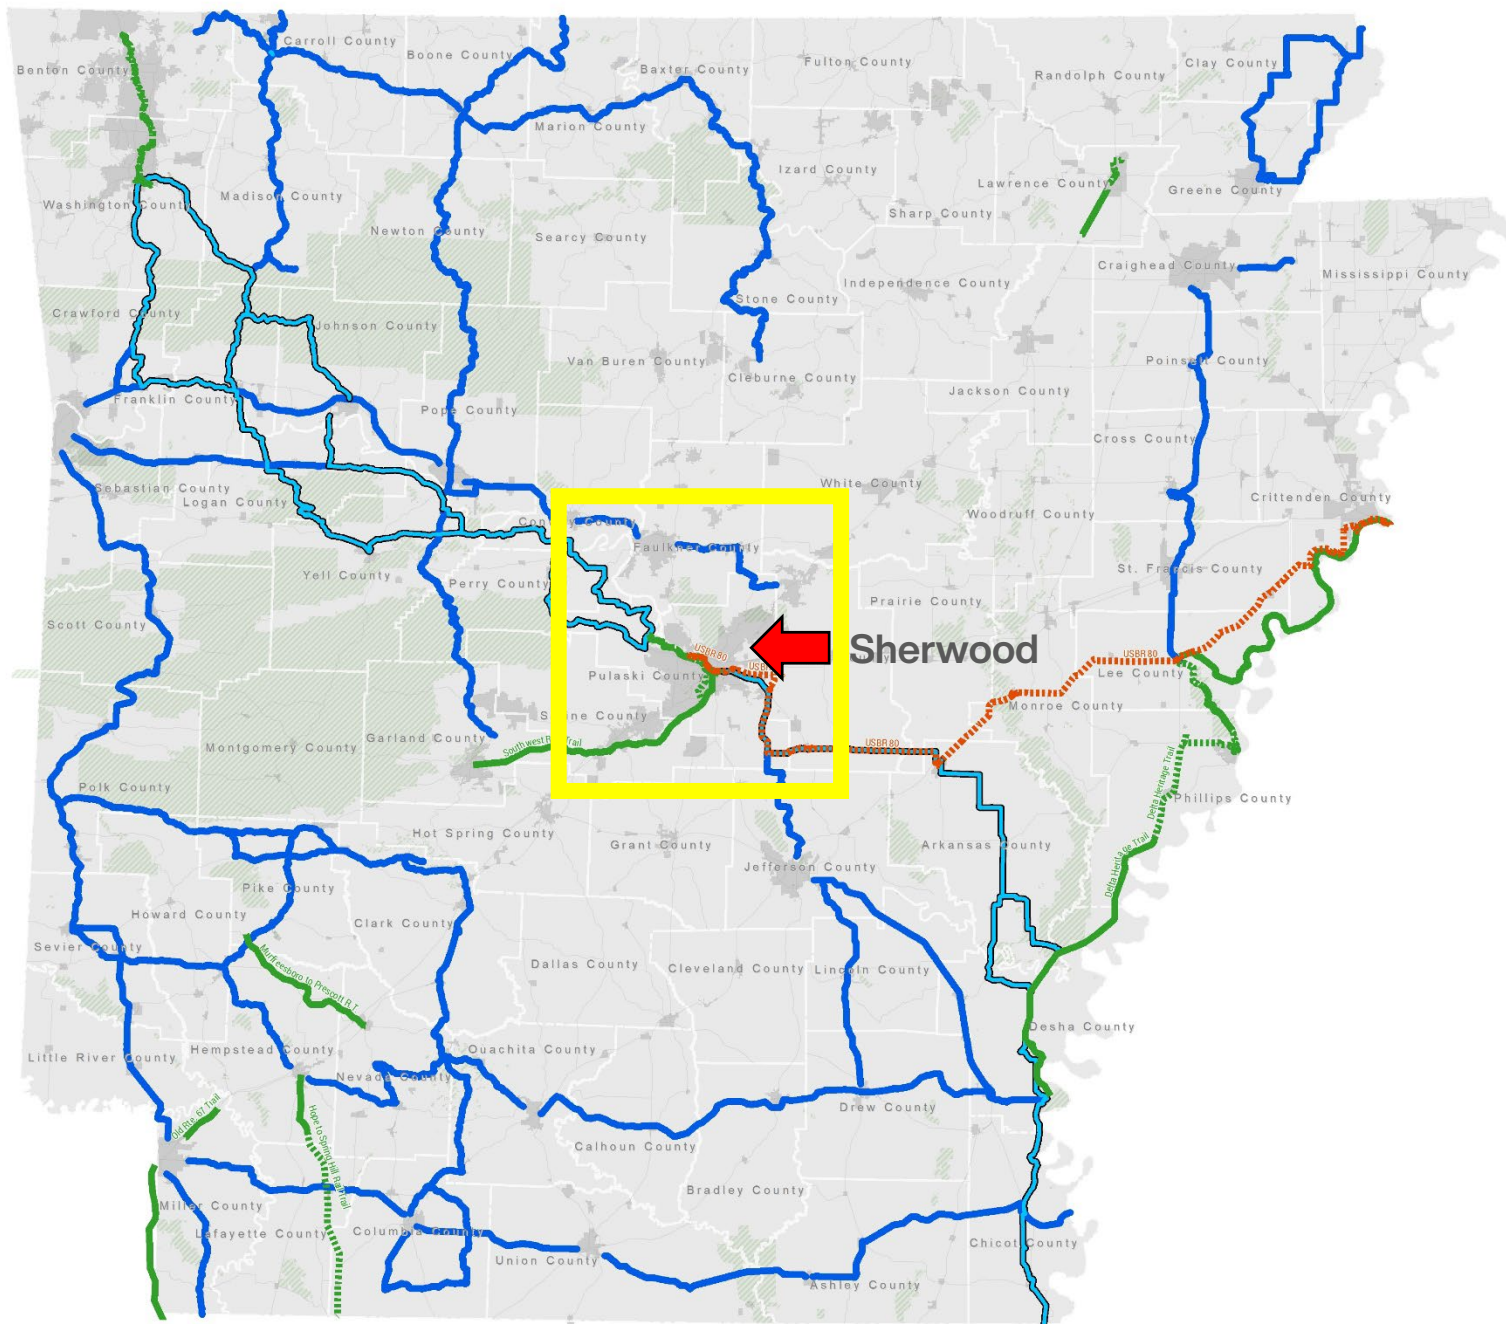 Carroll County
Boone County
Fulton County
Clay County
Benton County
Baxter County
Randolph County
Marion County
Izard County
Lawrence County
Greene County
Madison County
Washington County
Sharp County
Newton County
Searcy County
Craighead County
Mississippi County
Independence County
Stone County
Crawford County
Johnson County
Van Buren County
Poinsett County
Cleburne County
Jackson County
Franklin County
Pope County
Cross County
White County
Sebastian County
Logan County
Crittenden County
Woodruff County
Conway County
Faulkner County
St. Francis County
Yell County
Perry County
Prairie County
Scott County
Sherwood
USBR 80
USBR
USBR 80
Pulaski County
Lee County
Monroe County
Saline County
Garland County
Montgomery County
Southwest Trail
USBR 80
Delta Heritage Trail
Polk County
Phillips County
Hot Spring County
Grant County
Arkansas County
Jefferson County
Delta Heritage Trail
Pike County
Howard County
Clark County
Sevier County
Murfreesboro to Prescott R.T.
Dallas County
Cleveland County
Lincoln County
Desha County
Little River County
Hempstead County
Ouachita County
Nevada County
Old Rte. 67 Trail
Hope to Spring Hill RailTrail
Drew County
Calhoun County
Bradley County
Miller County
Lafayette County
Columbia County
Union County
Chicot County
Ashley County